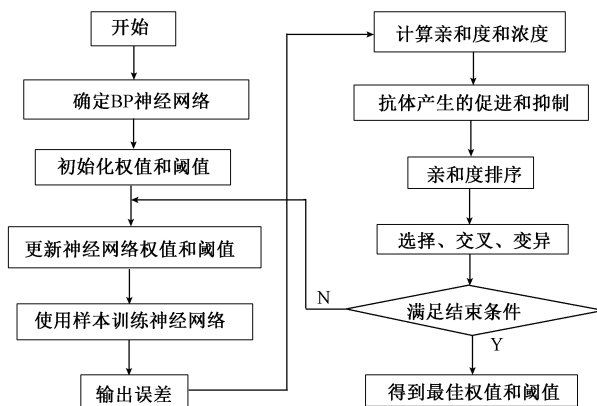 开始
确定BP神经网络
初始化权值和阈值
更新神经网络权值和阈值
使用样本训练神经网络
输出误差
计算亲和度和浓度
抗体产生的促进和抑制
亲和度排序
选择、交叉、变异
满足结束条件
N
Y
得到最佳权值和阈值